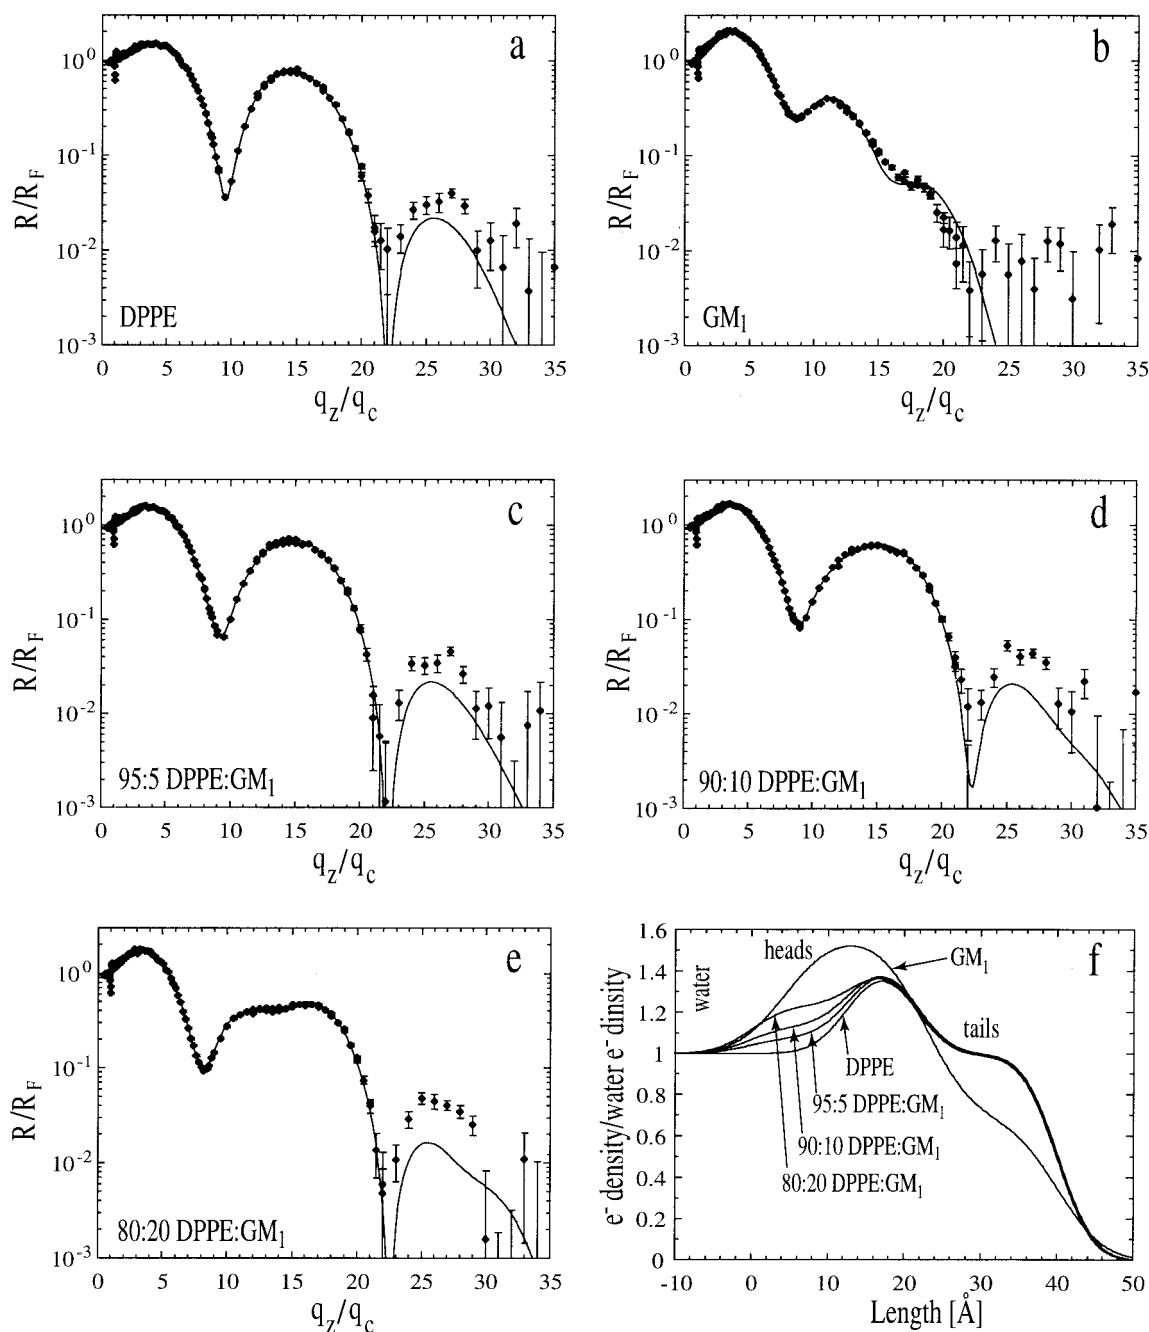 a
R/R_F
10^0
10^-1
10^-2
10^-3
DPPE
0 5 10 15 20 25 30 35
q_z/q_c
b
R/R_F
10^0
10^-1
10^-2
10^-3
GM_1
0 5 10 15 20 25 30 35
q_z/q_c
c
R/R_F
10^0
10^-1
10^-2
10^-3
95:5 DPPE:GM_1
0 5 10 15 20 25 30 35
q_z/q_c
d
R/R_F
10^0
10^-1
10^-2
10^-3
90:10 DPPE:GM_1
0 5 10 15 20 25 30 35
q_z/q_c
e
R/R_F
10^0
10^-1
10^-2
10^-3
80:20 DPPE:GM_1
0 5 10 15 20 25 30 35
q_z/q_c
f
e^- density/water e^- dinsity
1.6
1.4
1.2
1
0.8
0.6
0.4
0.2
0
water
heads
GM_1
tails
DPPE
95:5 DPPE:GM_1
90:10 DPPE:GM_1
80:20 DPPE:GM_1
-10 0 10 20 30 40 50
Length [Å]